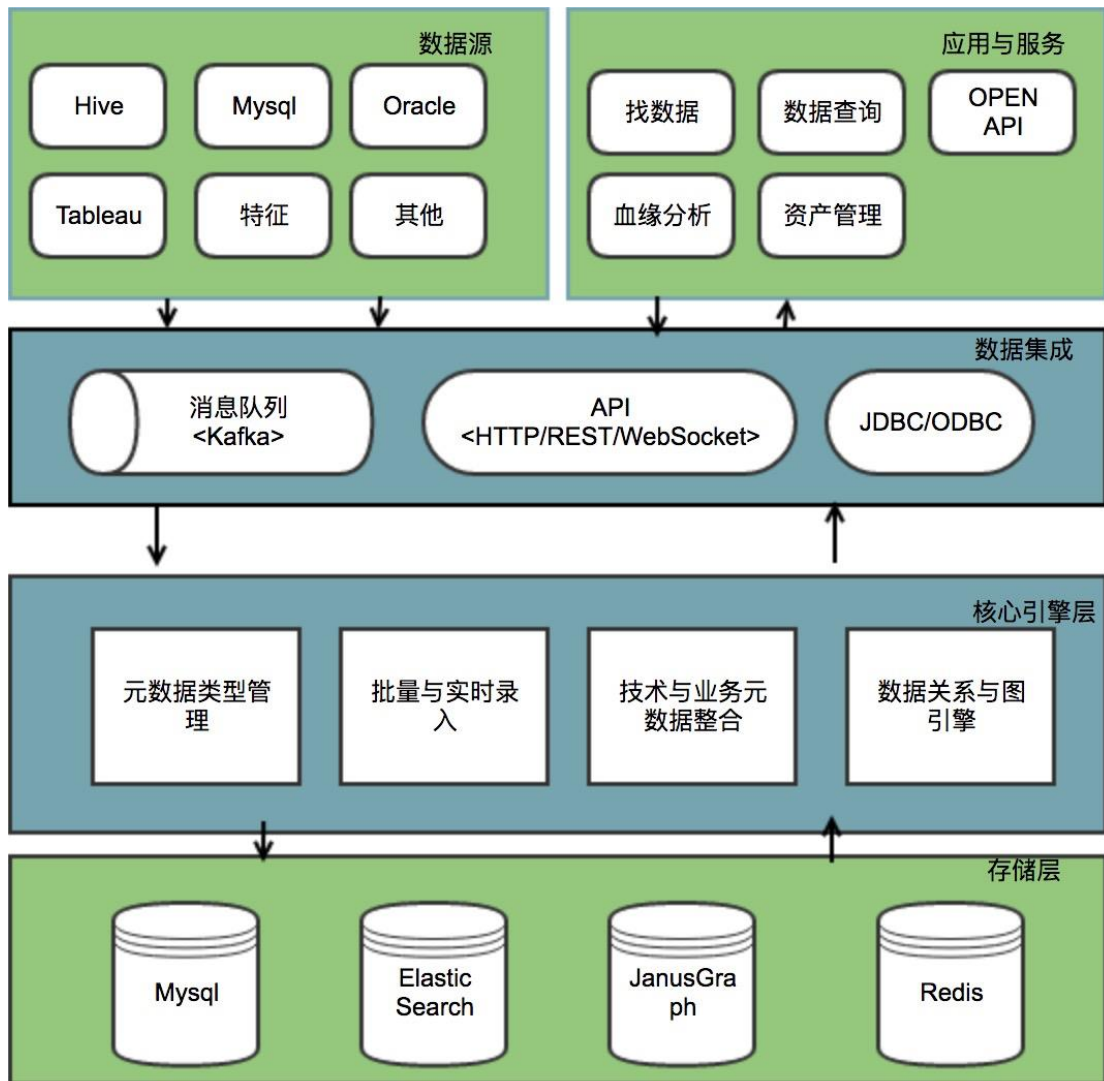 数据源
Hive
Mysql
Oracle
Tableau
特征
其他
应用与服务
找数据
数据查询
OPEN
API
血缘分析
资产管理
数据集成
消息队列
<Kafka>
API
<HTTP/REST/WebSocket>
JDBC/ODBC
核心引擎层
元数据类型管
理
批量与实时录
入
技术与业务元
数据整合
数据关系与图
引擎
存储层
Mysql
Elastic
Search
JanusGra
ph
Redis